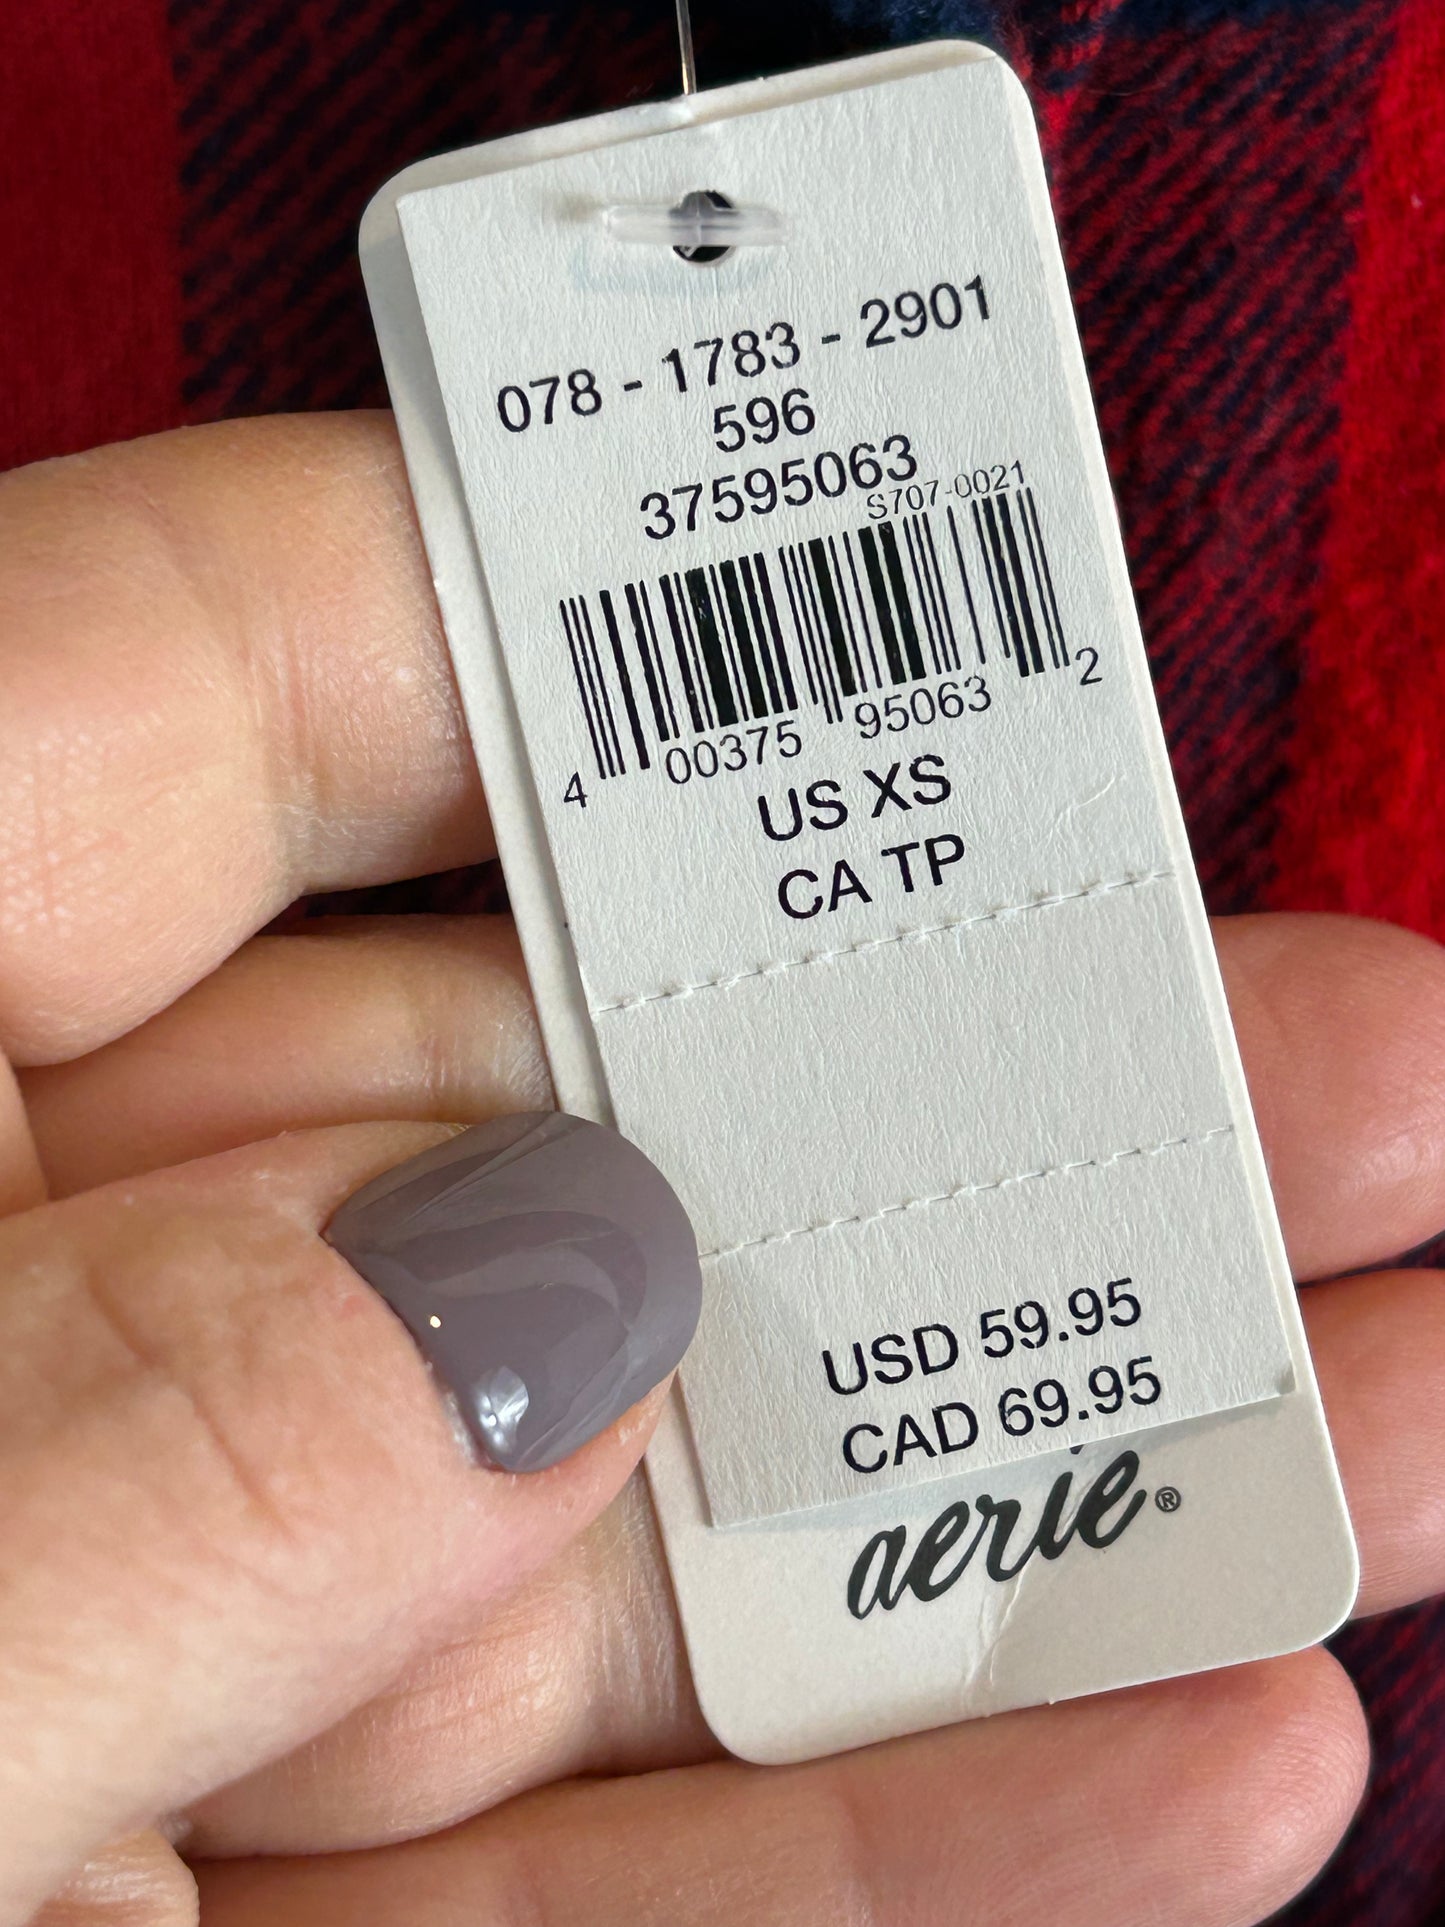 078 - 1783 - 2901
596
37595063
S707-0021
4 00375 95063 2
US XS
CA TP
USD 59.95
CAD 69.95
aerie®